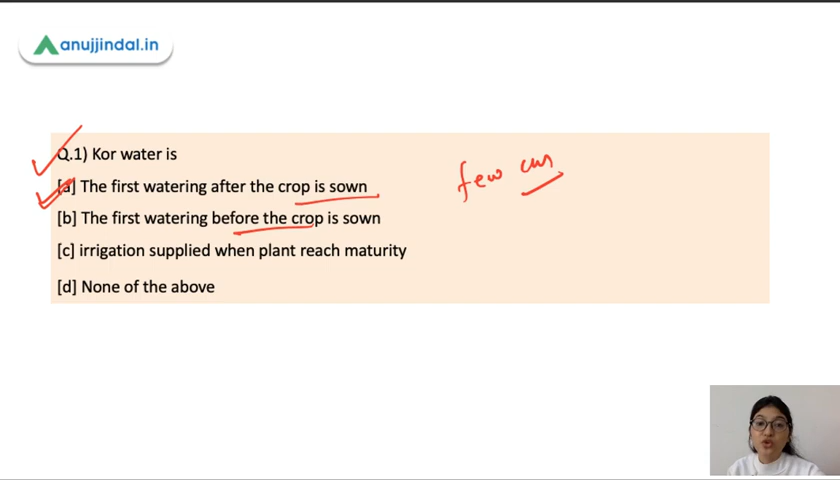 anujjindal.in
Q.1) Kor water is
[a] The first watering after the crop is sown
few cm
[b] The first watering before the crop is sown
[c] irrigation supplied when plant reach maturity
[d] None of the above